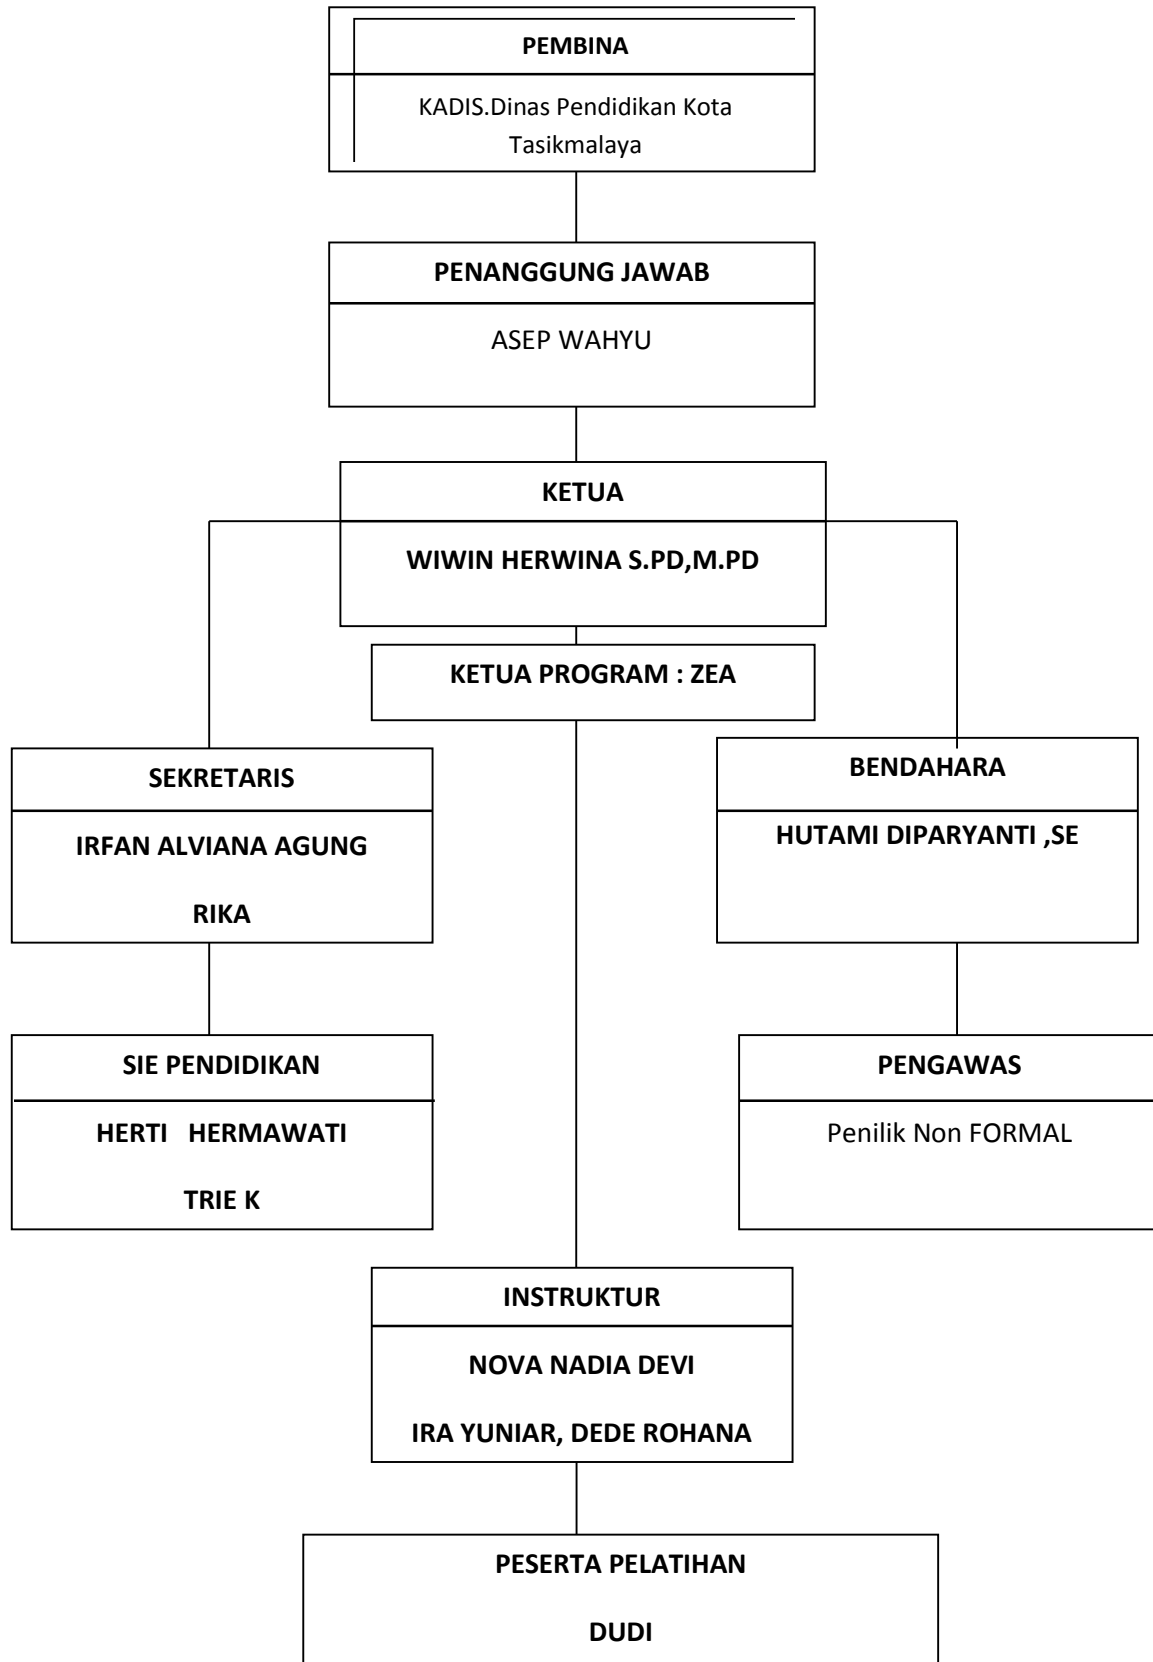 PEMBINA
KADIS.Dinas Pendidikan Kota
Tasikmalaya
PENANGGUNG JAWAB
ASEP WAHYU
KETUA
WIWIN HERWINA S.PD,M.PD
KETUA PROGRAM : ZEA
SEKRETARIS
IRFAN ALVIANA AGUNG
RIKA
BENDAHARA
HUTAMI DIPARYANTI ,SE
SIE PENDIDIKAN
HERTI HERMAWATI
TRIE K
PENGAWAS
Penilik Non FORMAL
INSTRUKTUR
NOVA NADIA DEVI
IRA YUNIAR, DEDE ROHANA
PESERTA PELATIHAN
DUDI